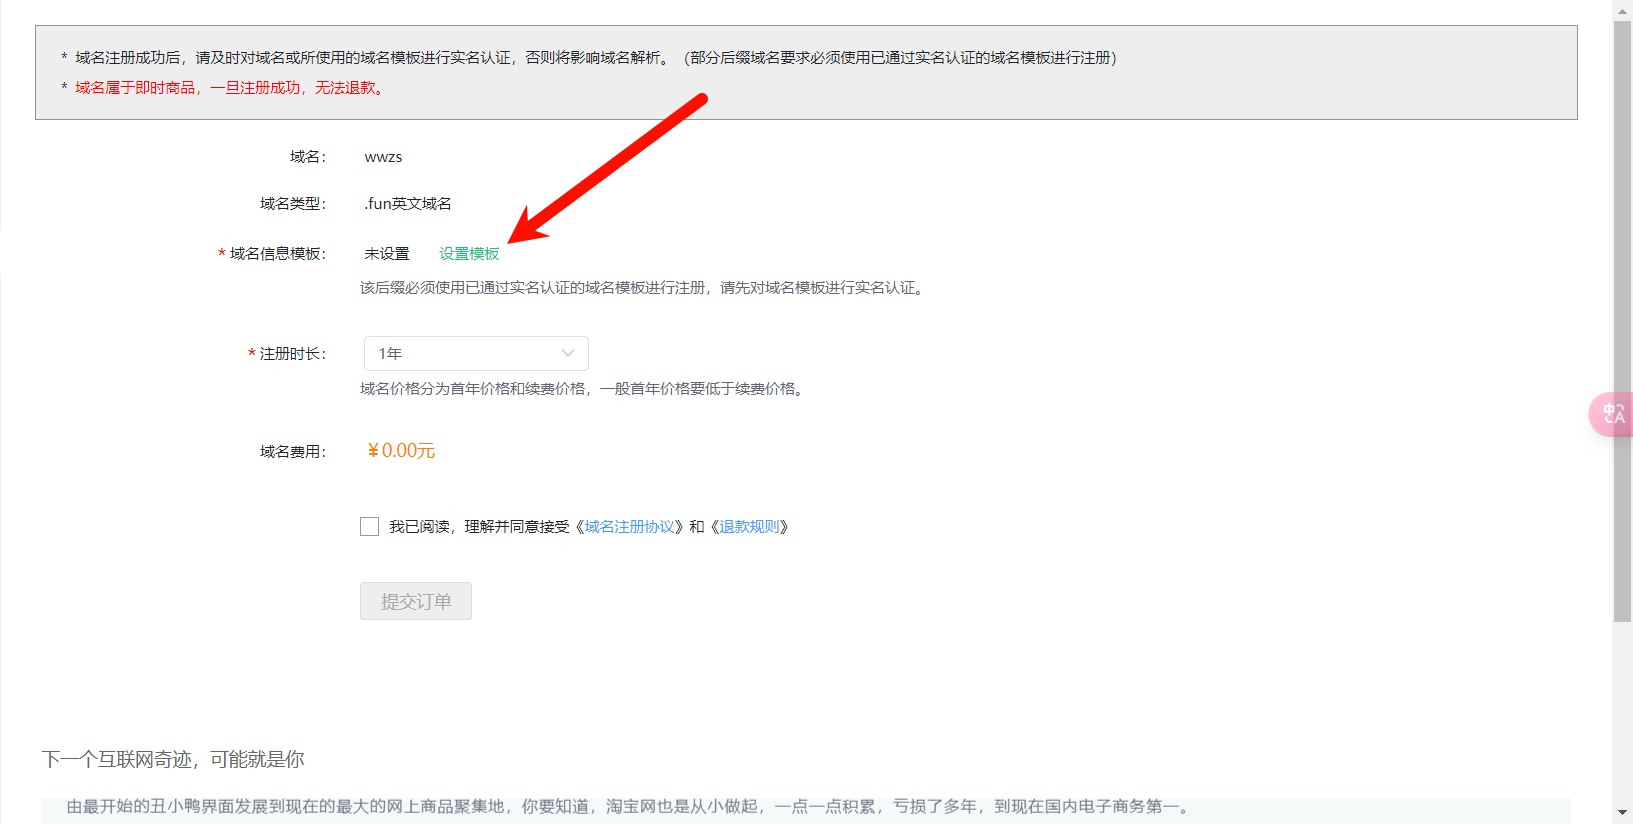 * 域名注册成功后，请及时对域名或所使用的域名模板进行实名认证，否则将影响域名解析。（部分后缀域名要求必须使用已通过实名认证的域名模板进行注册）
* 域名属于即时商品，一旦注册成功，无法退款。
域名： wwzs
域名类型： .fun英文域名
* 域名信息模板： 未设置 设置模板
该后缀必须使用已通过实名认证的域名模板进行注册，请先对域名模板进行实名认证。
* 注册时长： 1年
域名价格分为首年价格和续费价格，一般首年价格要低于续费价格。
域名费用： ¥0.00元
我已阅读，理解并同意接受《域名注册协议》和《退款规则》
提交订单
下一个互联网奇迹，可能就是你
由最开始的丑小鸭界面发展到现在的最大的网上商品聚集地，你要知道，淘宝网也是从小做起，一点一点积累，亏损了多年，到现在国内电子商务第一。
中A